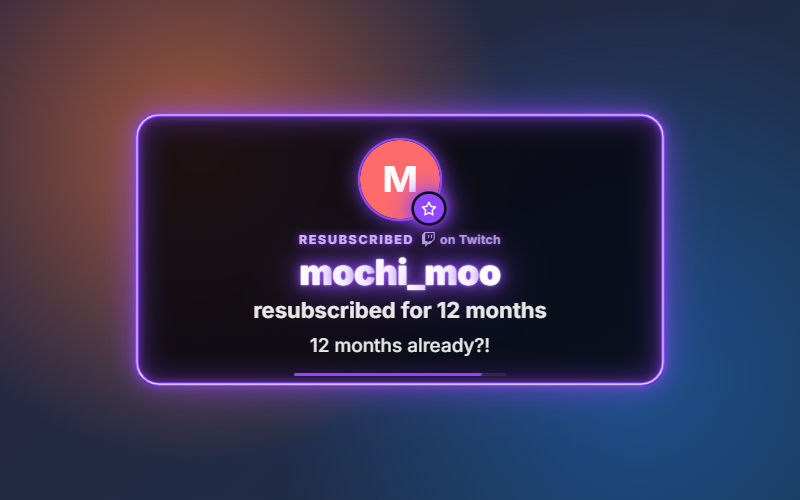 M
RESUBSCRIBED on Twitch
mochi_moo
resubscribed for 12 months
12 months already?!